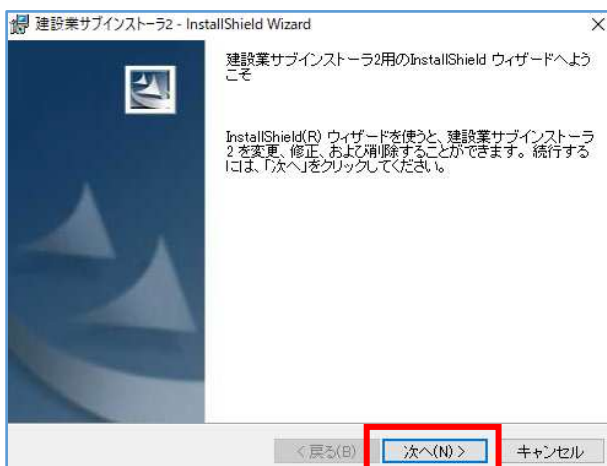 建設業サブインストーラ2 - InstallShield Wizard
建設業サブインストーラ2用のInstallShield ウィザードへよう
こそ
InstallShield(R) ウィザードを使うと、建設業サブインストーラ
2 を変更、修正、および削除することができます。続行する
には、「次へ」をクリックしてください。
< 戻る(B)
次へ(N) >
キャンセル